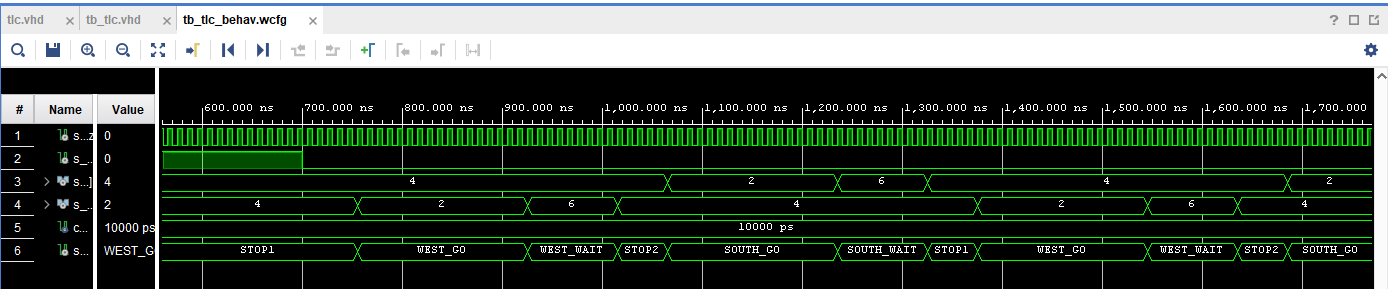 tlc.vhd × tb_tlc.vhd × tb_tlc_behav.wcfg × ?
# Name Value 600.000 ns 700.000 ns 800.000 ns 900.000 ns 1,000.000 ns 1,100.000 ns 1,200.000 ns 1,300.000 ns 1,400.000 ns 1,500.000 ns 1,600.000 ns 1,700.000
1 s...z 0
2 s_... 0
3 s...] 4 4 2 6 4 2
4 s_... 2 4 2 6 4 2 6 4
5 c... 10000 ps 10000 ps
6 s... WEST_G STOP1 WEST_GO WEST_WAIT STOP2 SOUTH_GO SOUTH_WAIT STOP1 WEST_GO WEST_WAIT STOP2 SOUTH_GO